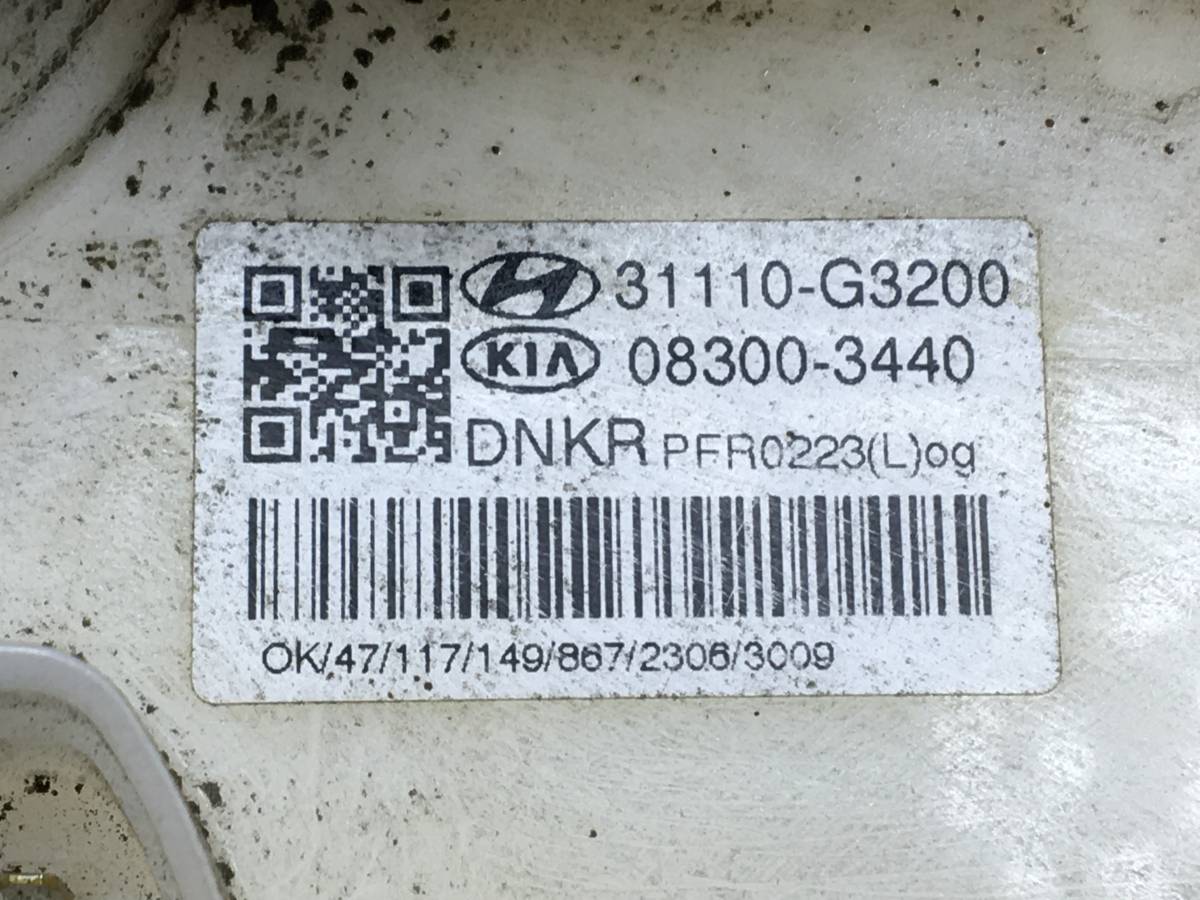 31110-G3200
KIA 08300-3440
DNKR PFR0223(L)og
OK/47/117/149/867/2306/3009